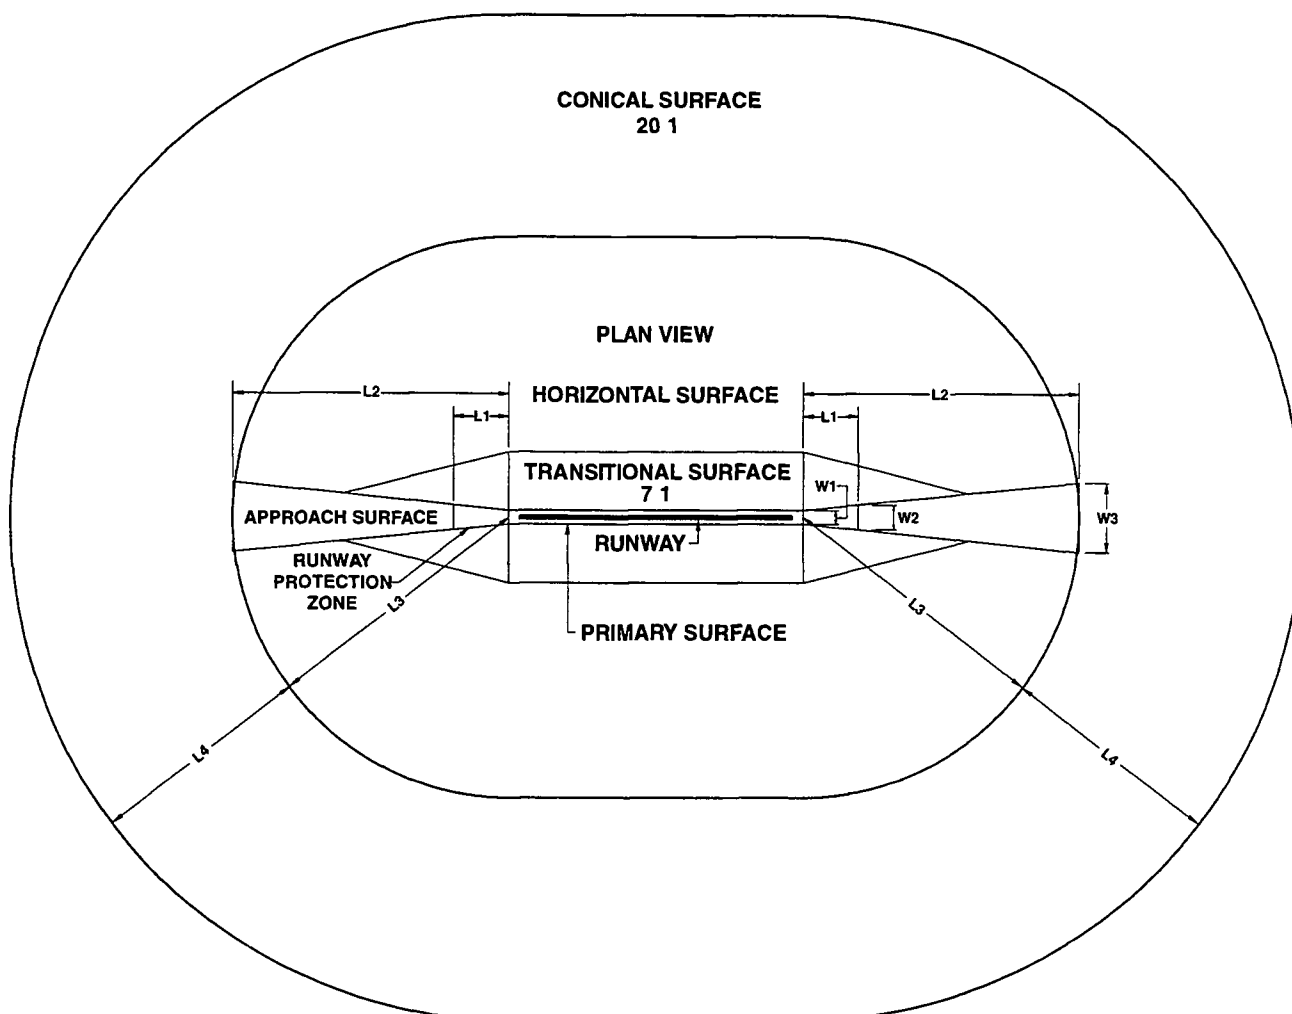 CONICAL SURFACE
20 1
PLAN VIEW
L2
HORIZONTAL SURFACE
L2
L1
L1
TRANSITIONAL SURFACE
7 1
W1
APPROACH SURFACE
W2
W3
RUNWAY
RUNWAY
PROTECTION
ZONE
L3
L3
PRIMARY SURFACE
L4
L4